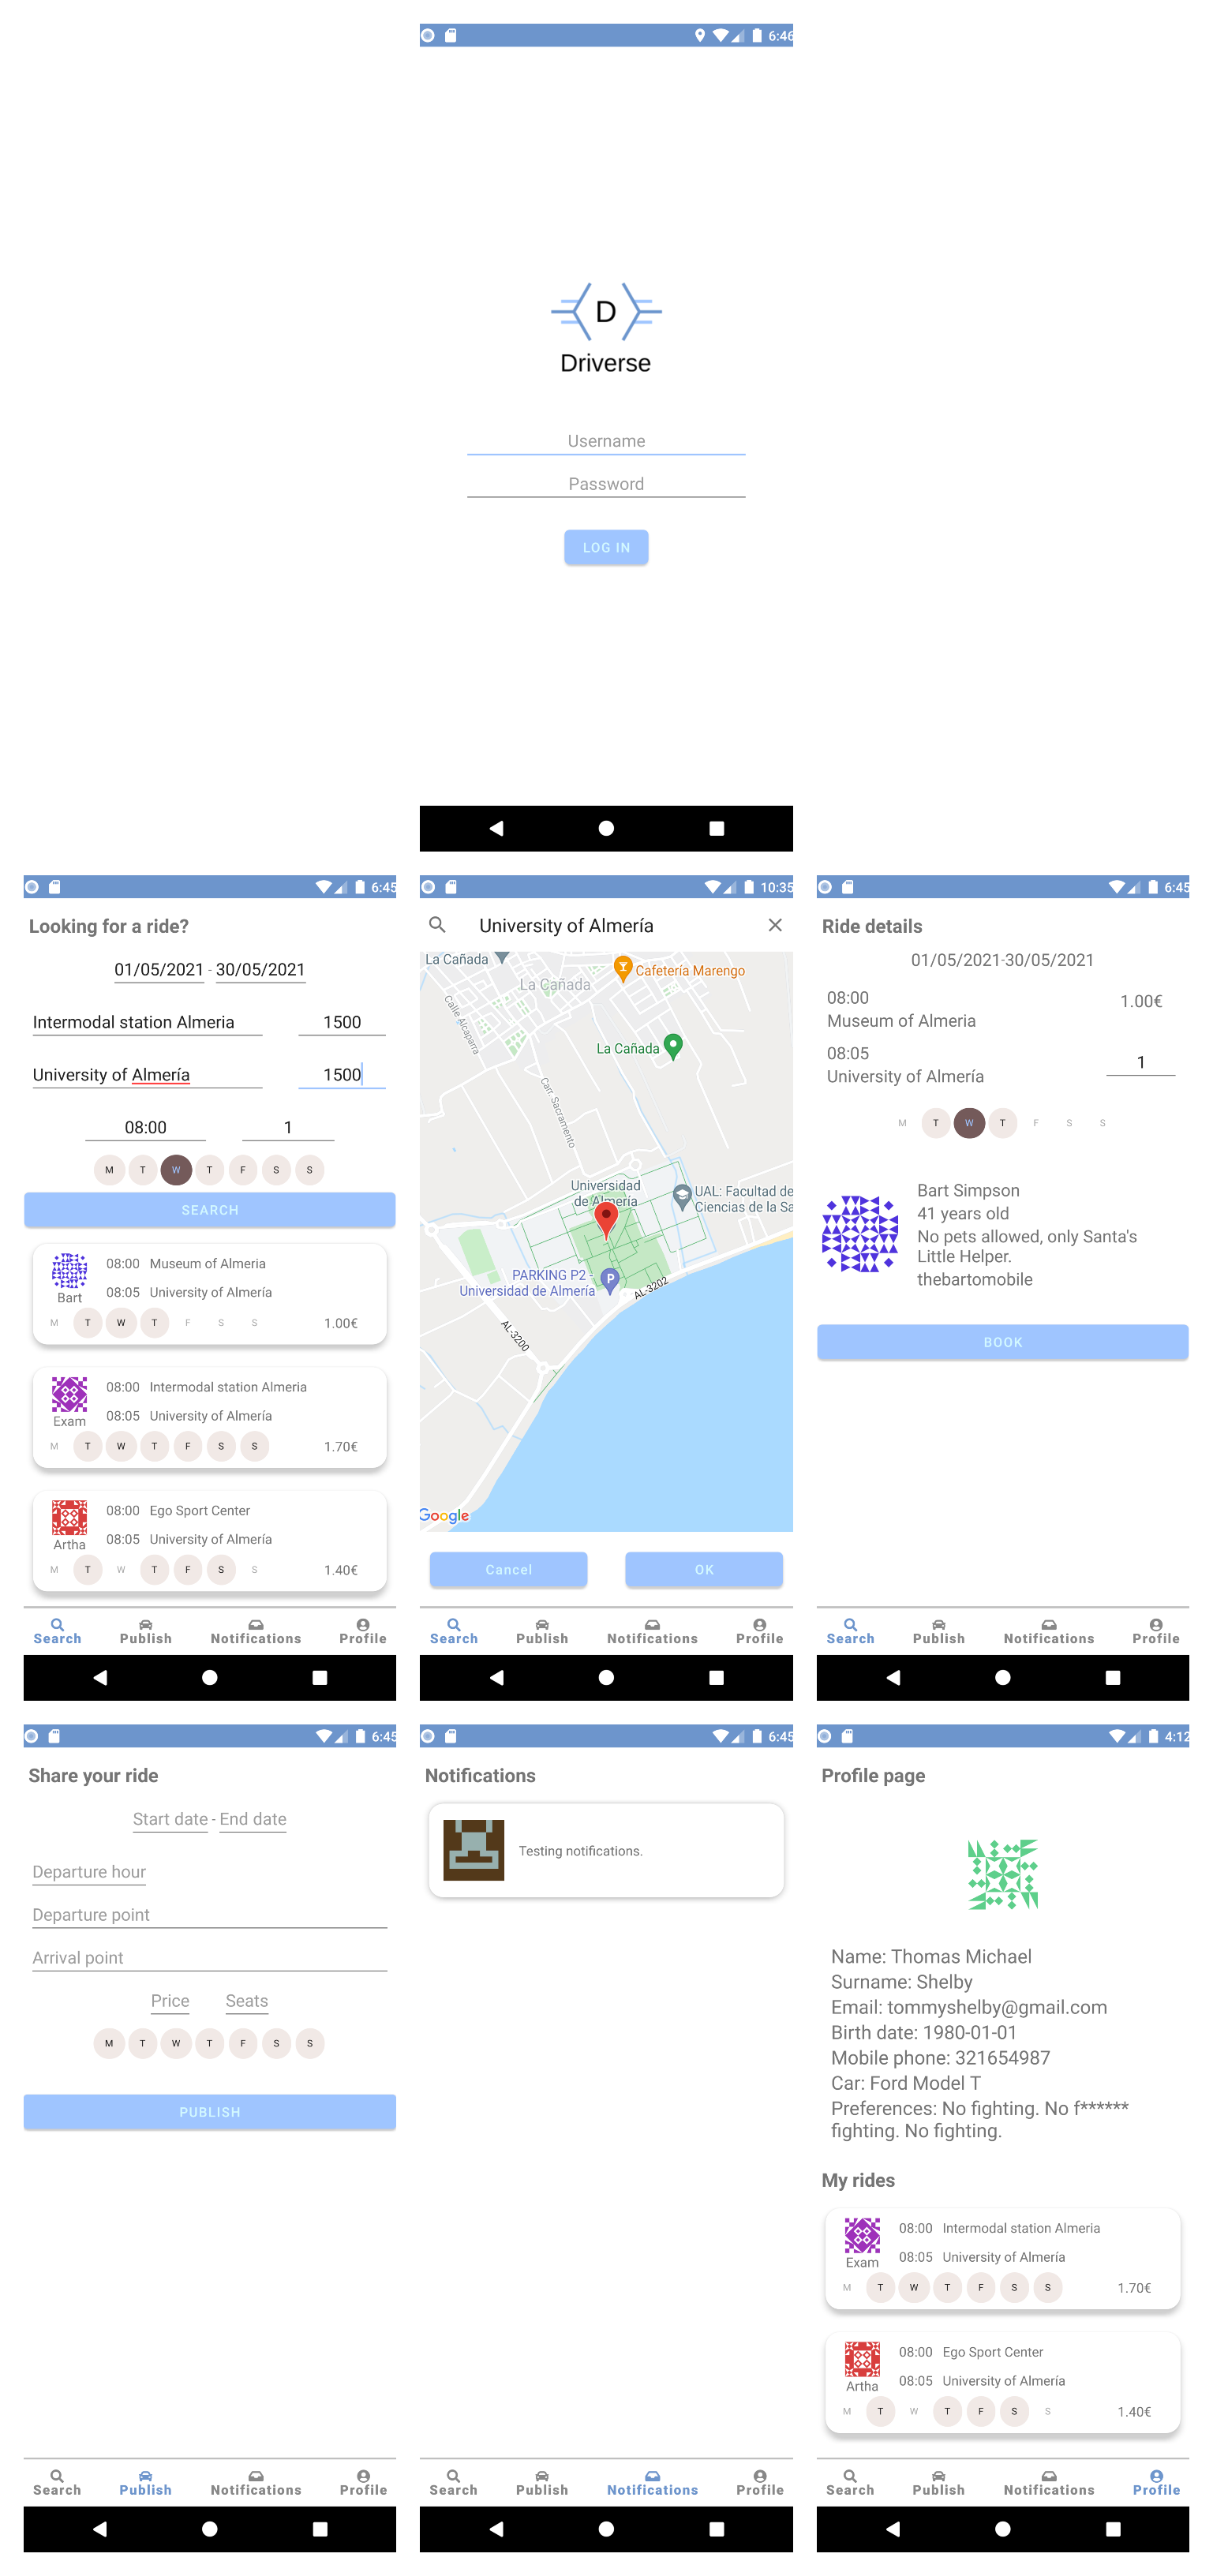 6:46
D
Driverse
Username
Password
LOG IN
6:45
Looking for a ride?
01/05/2021 - 30/05/2021
Intermodal station Almeria 1500
University of Almería 1500
08:00 1
M T W T F S S
SEARCH
08:00 Museum of Almeria
08:05 University of Almería
Bart
M T W T F S S 1.00€
08:00 Intermodal station Almeria
08:05 University of Almería
Exam
M T W T F S S 1.70€
08:00 Ego Sport Center
08:05 University of Almería
Artha
M T W T F S S 1.40€
Search Publish Notifications Profile
10:35
University of Almería
La Cañada
Cafetería Marengo
La Cañada
Calle Alcaparra
La Cañada
Carr. Sacramento
Universidad
de Almería
UAL: Facultad de
Ciencias de la Sa
PARKING P2 -
Universidad de Almería
AL-3202
AL-3200
Google
Cancel OK
Search Publish Notifications Profile
6:45
Ride details
01/05/2021-30/05/2021
08:00
Museum of Almeria
1.00€
08:05
University of Almería
1
M T W T F S S
Bart Simpson
41 years old
No pets allowed, only Santa's
Little Helper.
thebartomobile
BOOK
Search Publish Notifications Profile
6:45
Share your ride
Start date - End date
Departure hour
Departure point
Arrival point
Price Seats
M T W T F S S
PUBLISH
Search Publish Notifications Profile
6:45
Notifications
Testing notifications.
Search Publish Notifications Profile
4:12
Profile page
Name: Thomas Michael
Surname: Shelby
Email: tommyshelby@gmail.com
Birth date: 1980-01-01
Mobile phone: 321654987
Car: Ford Model T
Preferences: No fighting. No f******
fighting. No fighting.
My rides
08:00 Intermodal station Almeria
08:05 University of Almería
Exam
M T W T F S S 1.70€
08:00 Ego Sport Center
08:05 University of Almería
Artha
M T W T F S S 1.40€
Search Publish Notifications Profile